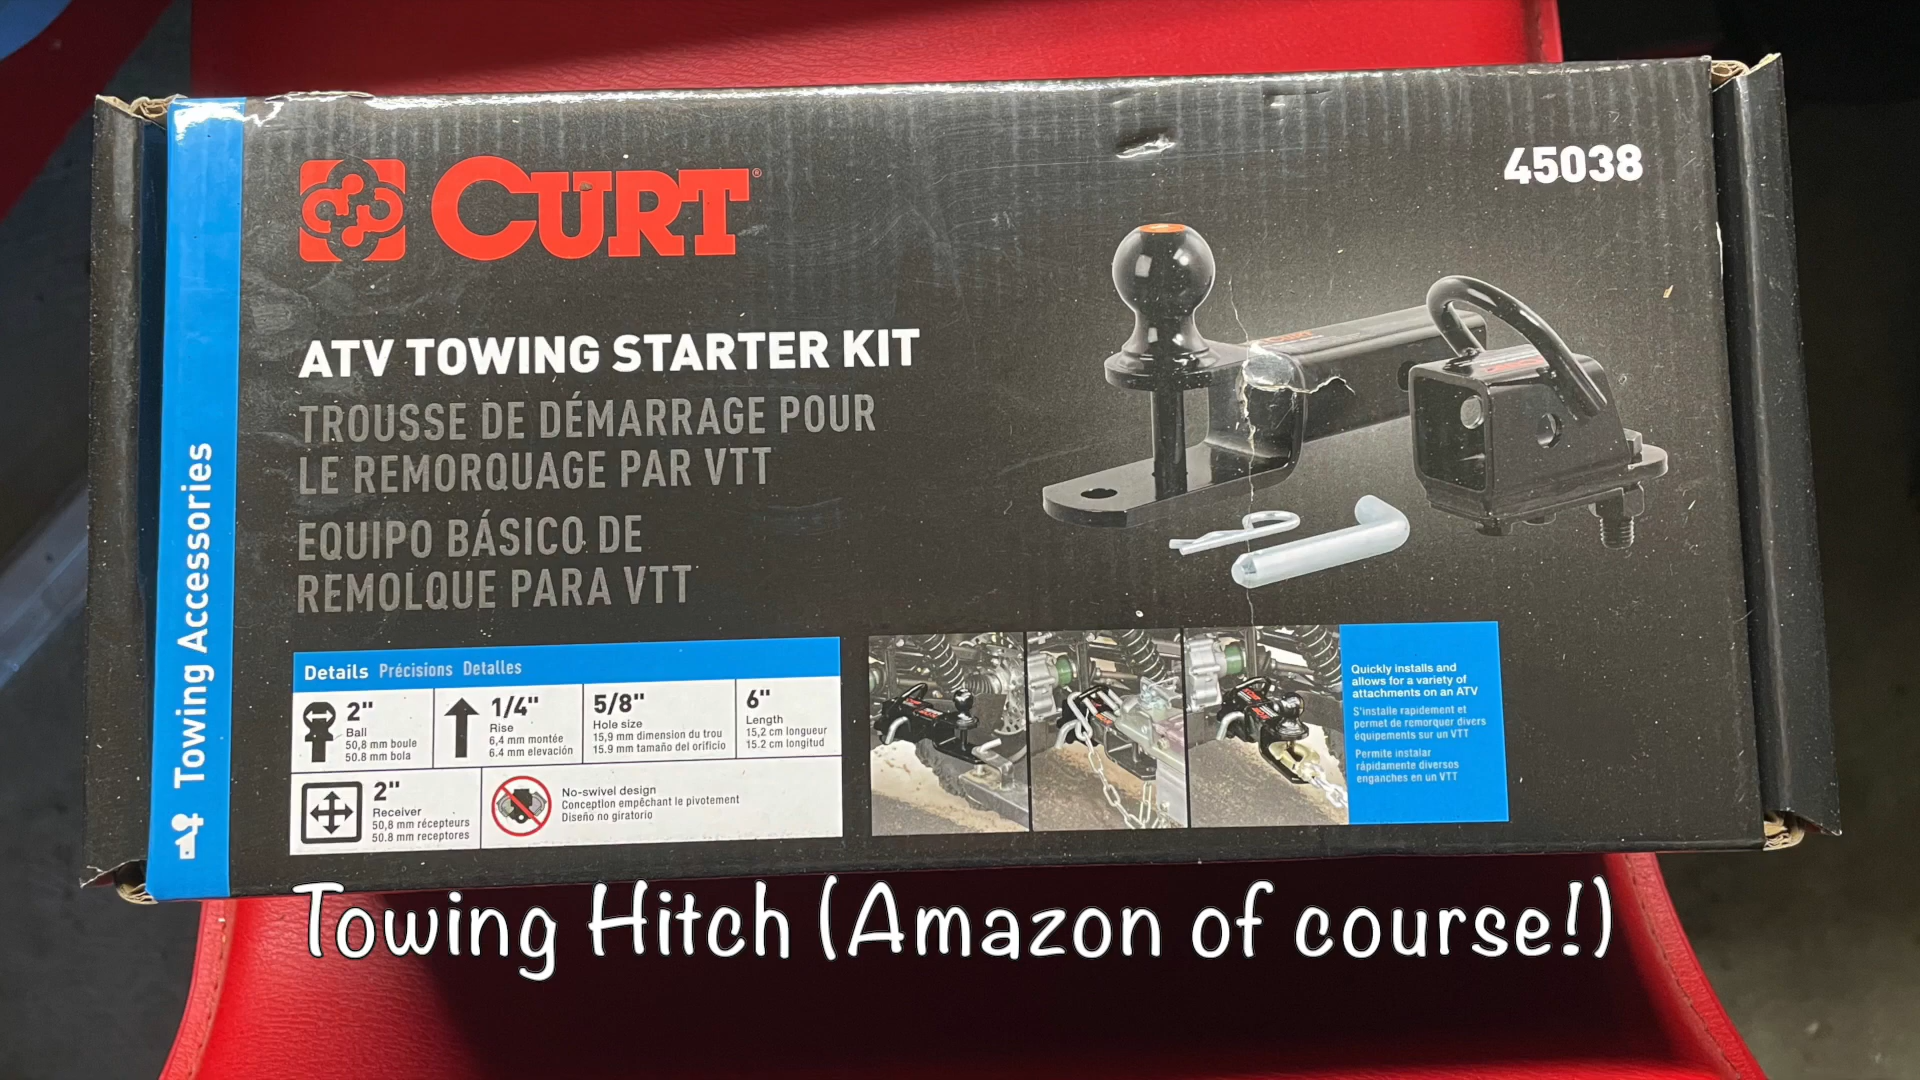 CURT®
45038
ATV TOWING STARTER KIT
TROUSSE DE DÉMARRAGE POUR
LE REMORQUAGE PAR VTT
EQUIPO BÁSICO DE
REMOLQUE PARA VTT
Towing Accessories
Details Précisions Detalles
2"
Ball
50,8 mm boule
50.8 mm bola
1/4"
Rise
6,4 mm montée
6.4 mm elevación
5/8"
Hole size
15,9 mm dimension du trou
15.9 mm tamaño del orificio
6"
Length
15,2 cm longueur
15.2 cm longitud
2"
Receiver
50,8 mm récepteurs
50.8 mm receptores
No-swivel design
Conception empêchant le pivotement
Diseño no giratorio
Quickly installs and
allows for a variety of
attachments on an ATV
S'installe rapidement et
permet de remorquer divers
équipements sur un VTT
Permite instalar
rápidamente diversos
enganches en un VTT
Towing Hitch (Amazon of course!)